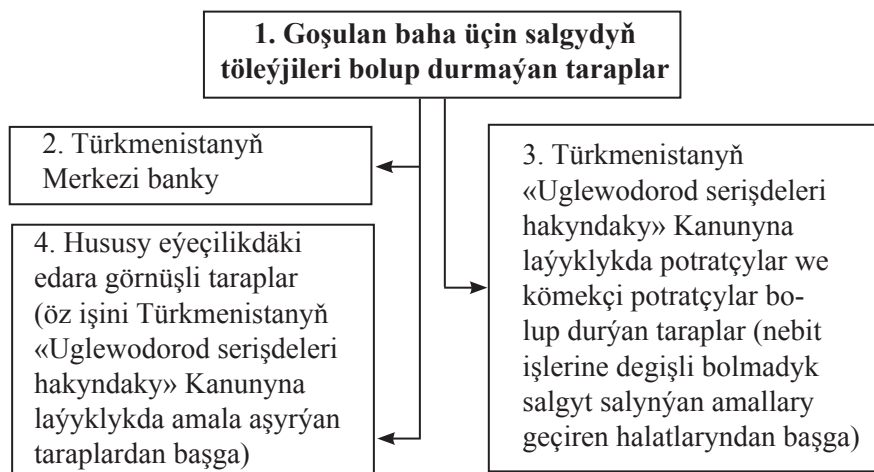 1. Goşulan baha üçin salgydyň
töleýjileri bolup durmaýan taraplar
2. Türkmenistanyň
Merkezi banky
3. Türkmenistanyň
«Uglewodorod serişdeleri
hakyndaky» Kanunyna
laýyklykda potratçylar we
kömekçi potratçylar bo-
lup durýan taraplar (nebit
işlerine degişli bolmadyk
salgyt salynýan amallary
geçiren halatlaryndan başga)
4. Hususy eýeçilikdäki
edara görnüşli taraplar
(öz işini Türkmenistanyň
«Uglewodorod serişdeleri
hakyndaky» Kanunyna
laýyklykda amala aşyrýan
taraplardan başga)